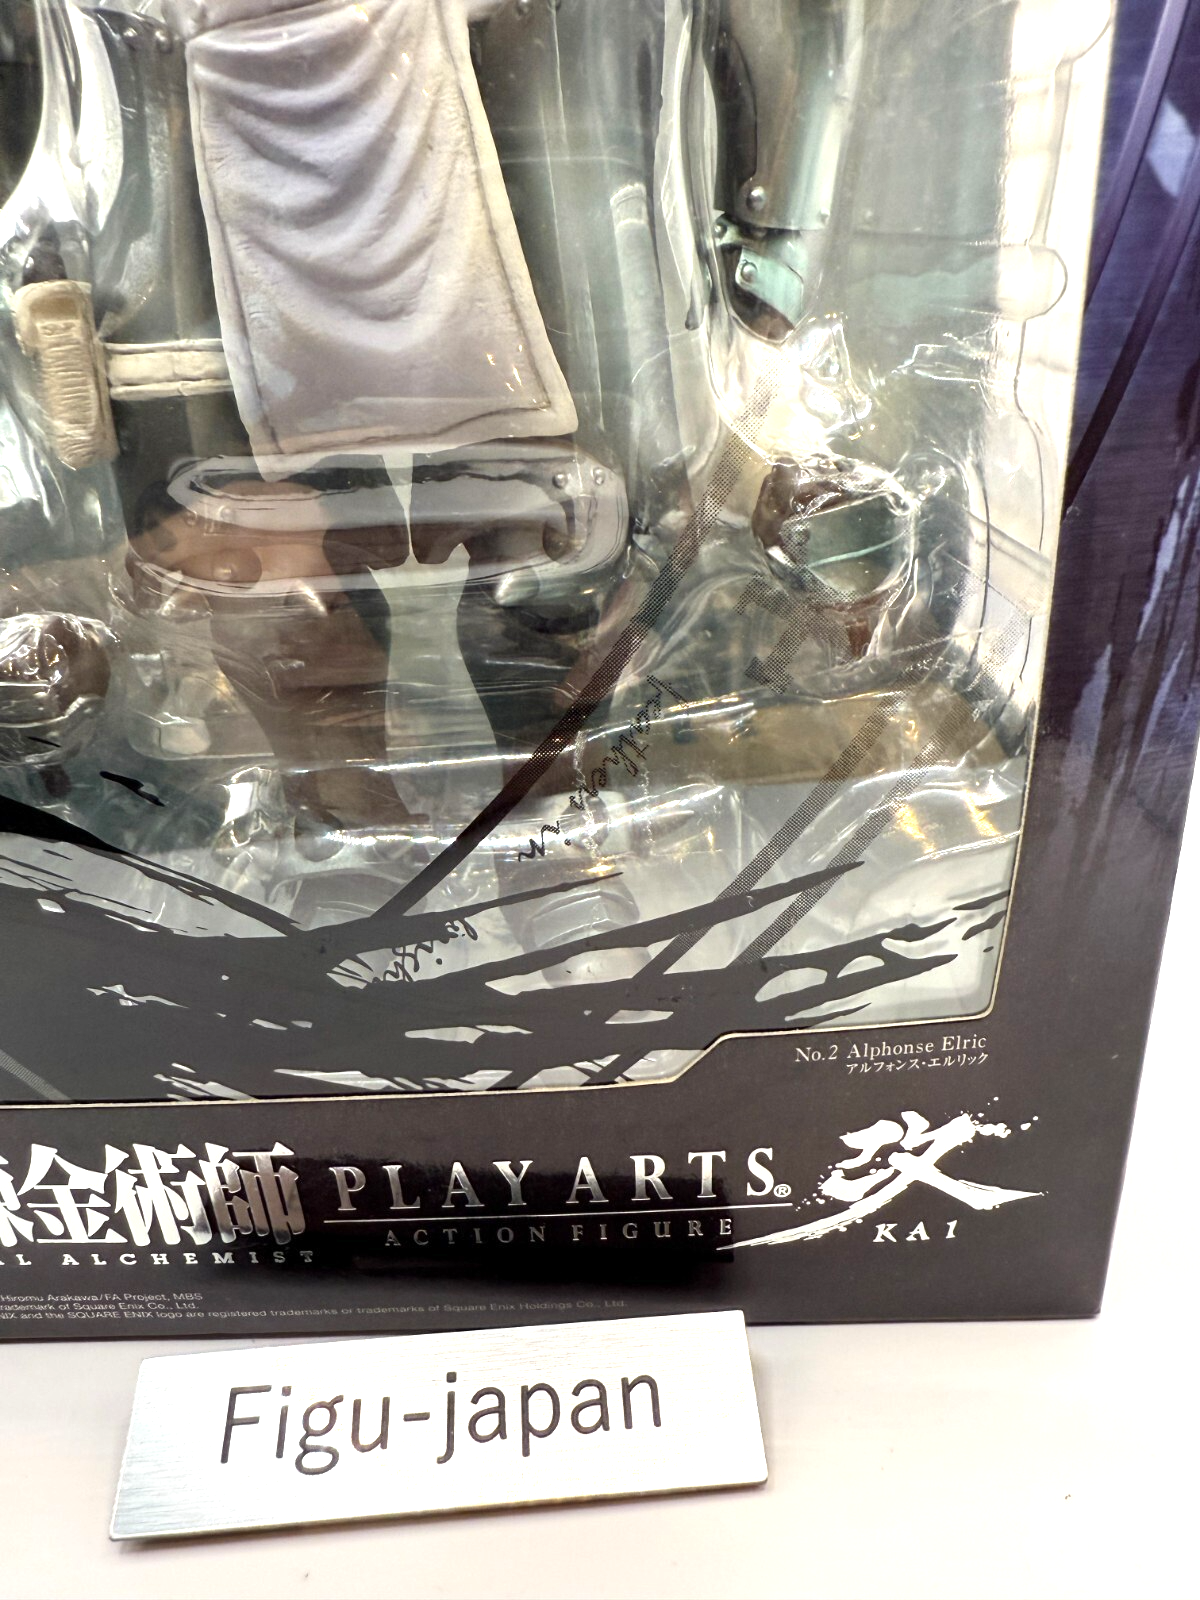 feathers in
No.2 Alphonse Elric
アルフォンス・エルリック
錬金術師
AL ALCHEMIST
PLAY ARTS® 改
ACTION FIGURE
KAI
Hiromu Arakawa/FA Project, MBS
trademark of Square Enix Co., Ltd.
NIX and the SQUARE ENIX logo are registered trademarks or trademarks of Square Enix Holdings Co., Ltd.
Figu-japan